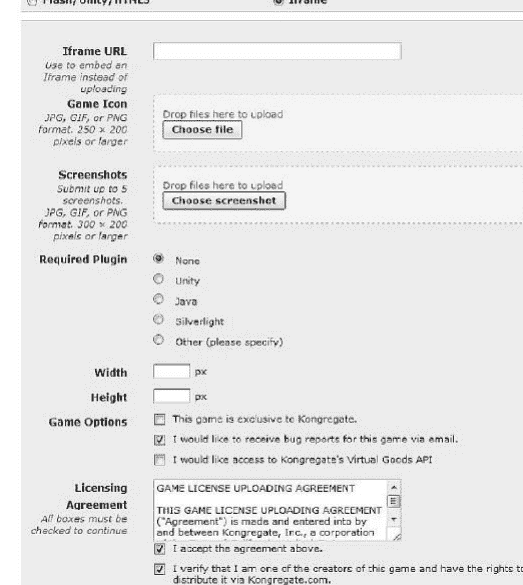 Flash/Unity/HTML5
Iframe
Iframe URL
Use to embed an
Iframe instead of
uploading
Game Icon
JPG, GIF, or PNG
format. 250 x 200
pixels or larger
Drop files here to upload
Choose file
Screenshots
Submit up to 5
screenshots.
JPG, GIF, or PNG
format. 300 x 200
pixels or larger
Drop files here to upload
Choose screenshot
Required Plugin
None
Unity
Java
Silverlight
Other (please specify)
Width
px
Height
px
Game Options
This game is exclusive to Kongregate.
I would like to receive bug reports for this game via email.
I would like access to Kongregate's Virtual Goods API
Licensing
Agreement
All boxes must be
checked to continue
GAME LICENSE UPLOADING AGREEMENT
THIS GAME LICENSE UPLOADING AGREEMENT
("Agreement") is made and entered into by
and between Kongregate, Inc., a corporation
I accept the agreement above.
I verify that I am one of the creators of this game and have the rights to
distribute it via Kongregate.com.